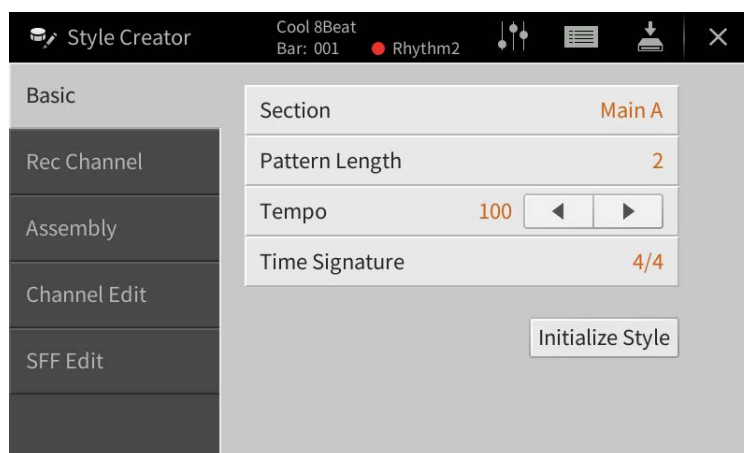 Style Creator
Cool 8Beat
Bar: 001 Rhythm2
Basic
Rec Channel
Assembly
Channel Edit
SFF Edit
Section Main A
Pattern Length 2
Tempo 100
Time Signature 4/4
Initialize Style